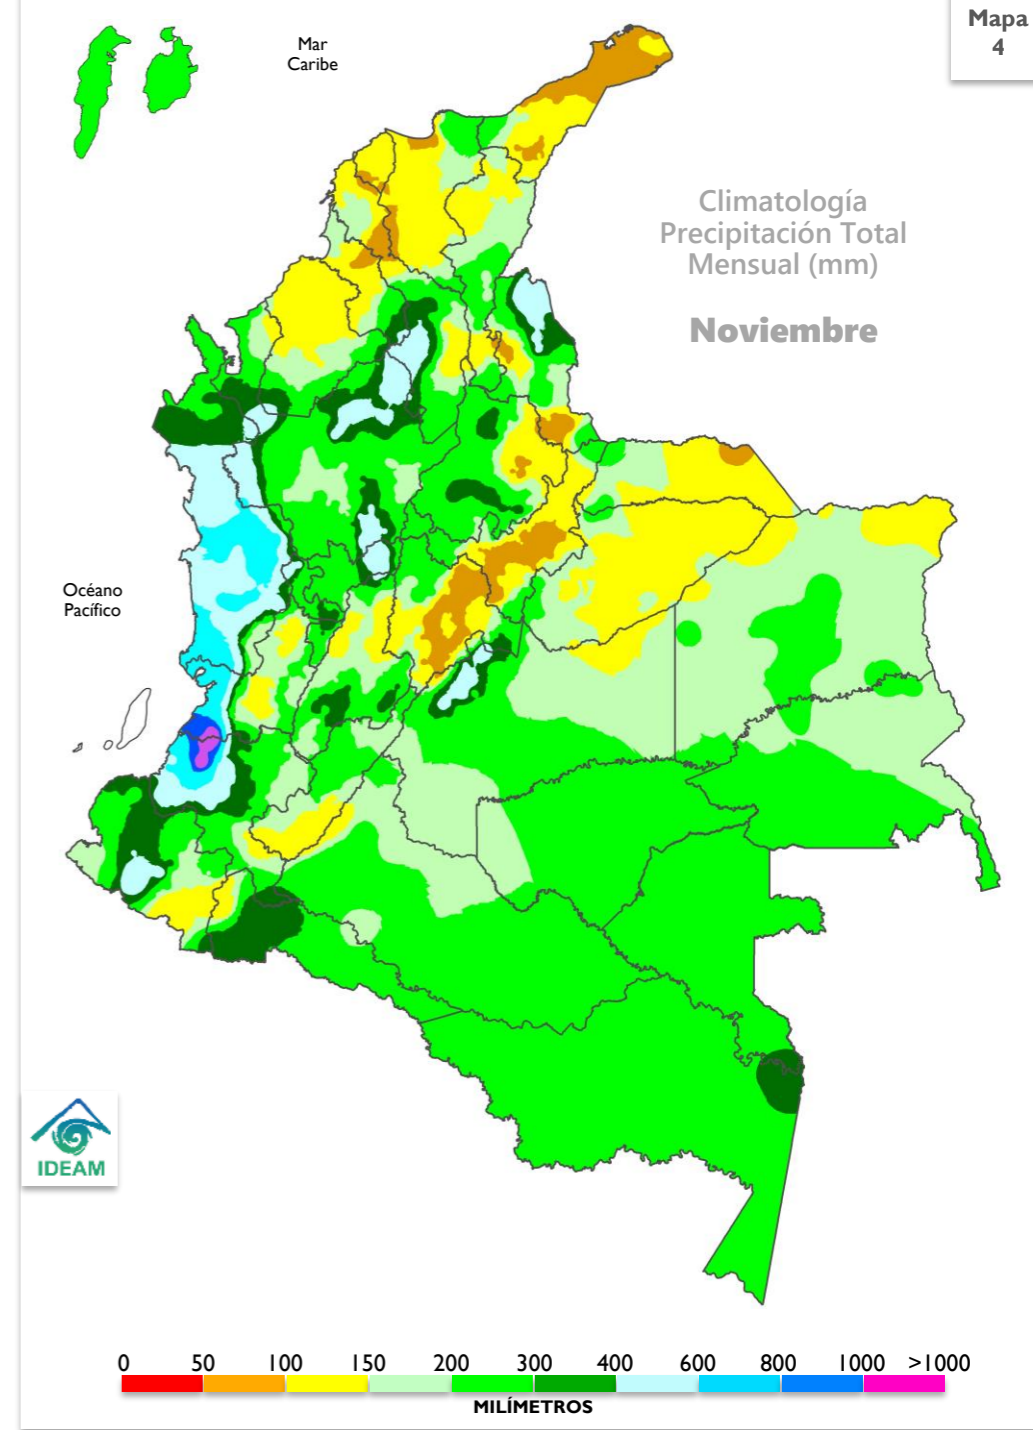 Mapa
4
Mar
Caribe
Climatología
Precipitación Total
Mensual (mm)
Noviembre
Océano
Pacífico
IDEAM
0 50 100 150 200 300 400 600 800 1000 >1000
MILÍMETROS